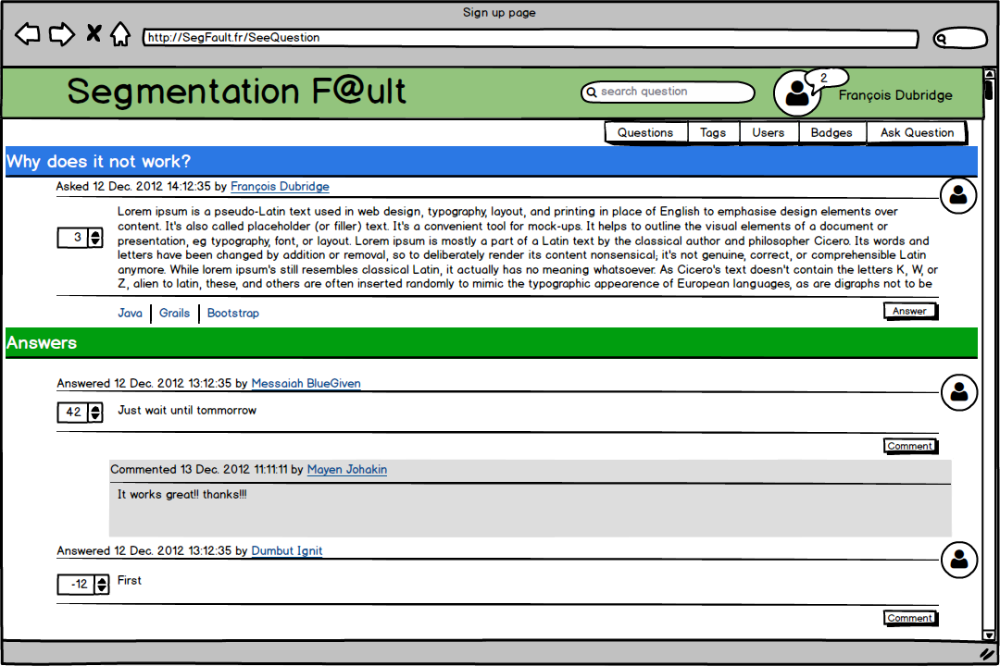 Sign up page
http://SegFault.fr/SeeQuestion
Segmentation F@ult
search question
2
François Dubridge
Questions
Tags
Users
Badges
Ask Question
Why does it not work?
Asked 12 Dec. 2012 14:12:35 by François Dubridge
3
Lorem ipsum is a pseudo-Latin text used in web design, typography, layout, and printing in place of English to emphasise design elements over
content. It's also called placeholder (or filler) text. It's a convenient tool for mock-ups. It helps to outline the visual elements of a document or
presentation, eg typography, font, or layout. Lorem ipsum is mostly a part of a Latin text by the classical author and philosopher Cicero. Its words and
letters have been changed by addition or removal, so to deliberately render its content nonsensical; it's not genuine, correct, or comprehensible Latin
anymore. While lorem ipsum's still resembles classical Latin, it actually has no meaning whatsoever. As Cicero's text doesn't contain the letters K, W, or
Z, alien to latin, these, and others are often inserted randomly to mimic the typographic appearence of European languages, as are digraphs not to be
Java
Grails
Bootstrap
Answer
Answers
Answered 12 Dec. 2012 13:12:35 by Messaiah BlueGiven
42
Just wait until tommorrow
Comment
Commented 13 Dec. 2012 11:11:11 by Mayen Johakin
It works great!! thanks!!!
Answered 12 Dec. 2012 13:12:35 by Dumbut Ignit
-12
First
Comment